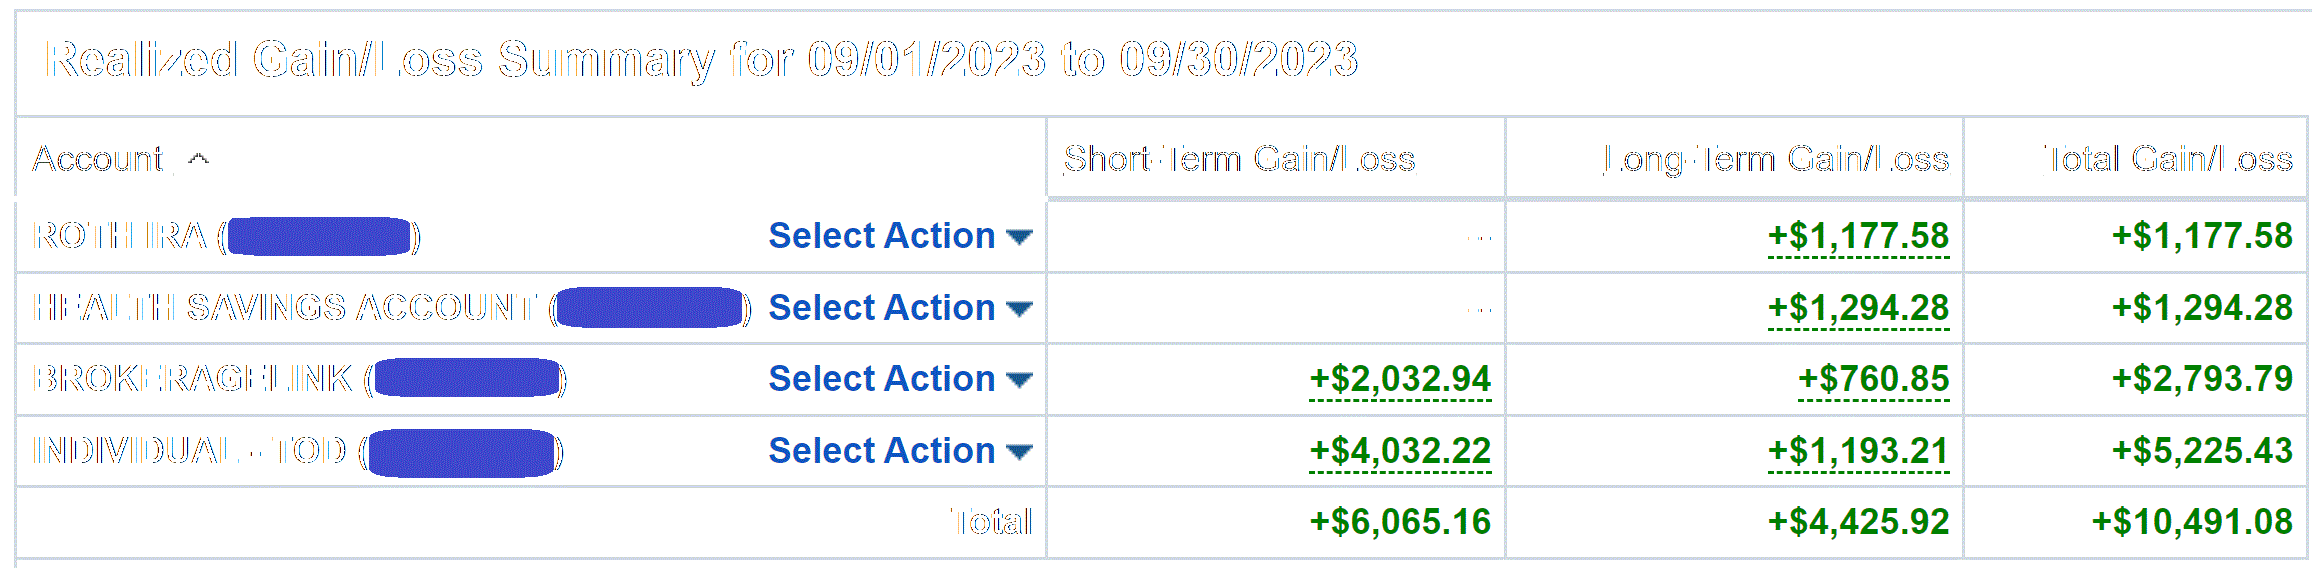 Realized Gain/Loss Summary for 09/01/2023 to 09/30/2023
Account Short-Term Gain/Loss Long-Term Gain/Loss Total Gain/Loss
ROTH IRA ( ) Select Action -- +$1,177.58 +$1,177.58
HEALTH SAVINGS ACCOUNT ( ) Select Action -- +$1,294.28 +$1,294.28
BROKERAGELINK ( ) Select Action +$2,032.94 +$760.85 +$2,793.79
INDIVIDUAL - TOD ( ) Select Action +$4,032.22 +$1,193.21 +$5,225.43
Total +$6,065.16 +$4,425.92 +$10,491.08